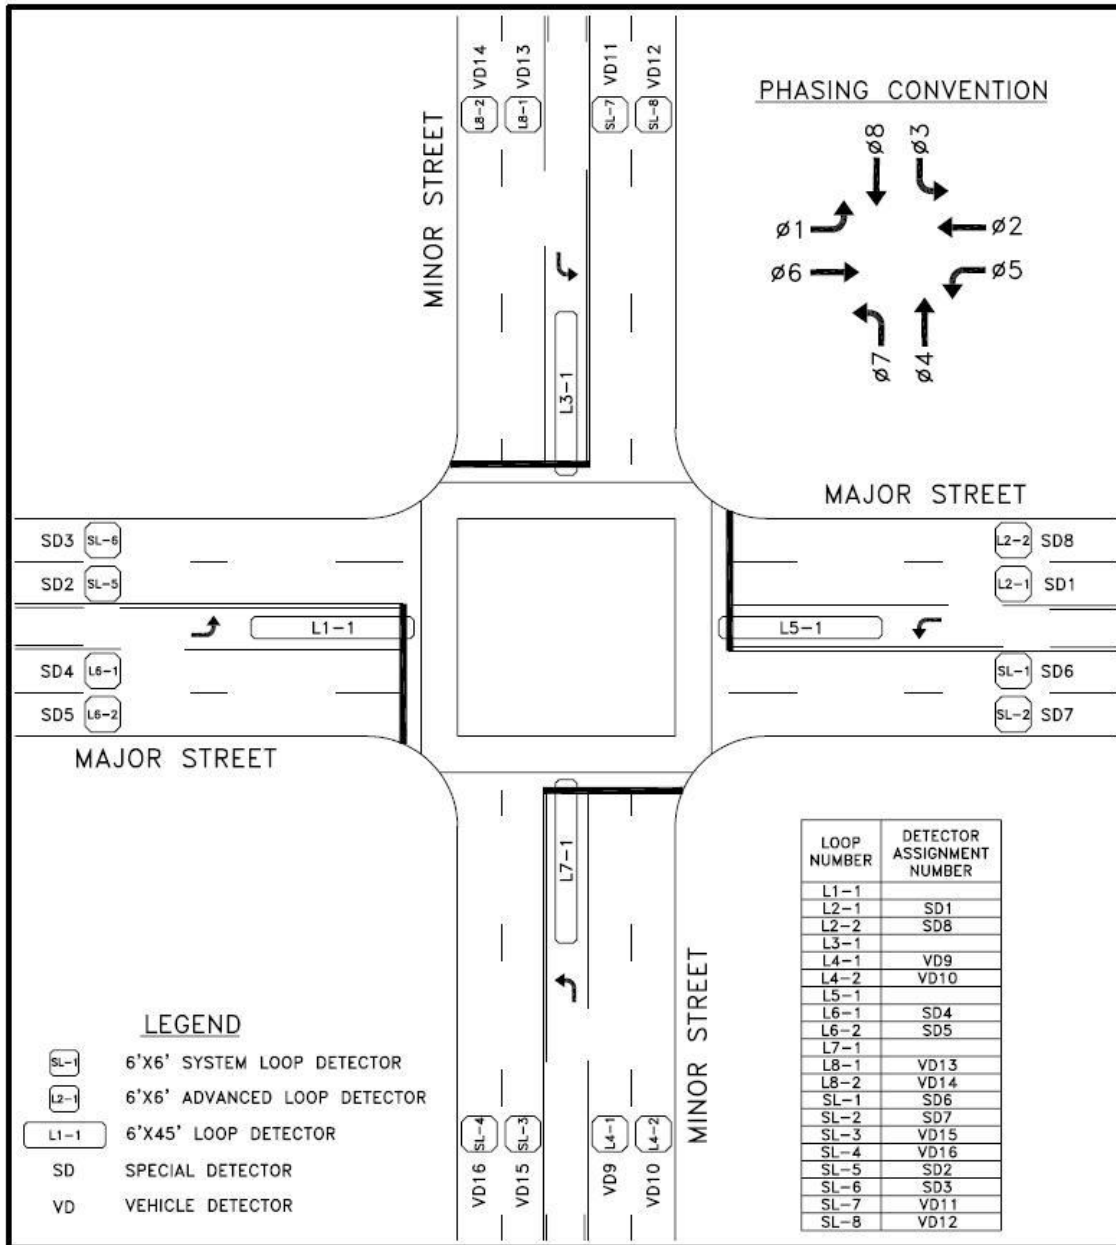 VD14
VD13
VD11
VD12
L8-2
L8-1
SL-7
SL-8
MINOR STREET
PHASING CONVENTION
ø8
ø3
ø1
ø2
ø6
ø5
ø7
ø4
L3-1
MAJOR STREET
SD3 SL-6
SD2 SL-5
L1-1
SD4 L6-1
SD5 L6-2
MAJOR STREET
L2-2 SD8
L2-1 SD1
L5-1
SL-1 SD6
SL-2 SD7
L7-1
MINOR STREET
SL-4
SL-3
L4-1
L4-2
VD16
VD15
VD9
VD10
LEGEND
SL-1 6'X6' SYSTEM LOOP DETECTOR
L2-1 6'X6' ADVANCED LOOP DETECTOR
L1-1 6'X45' LOOP DETECTOR
SD SPECIAL DETECTOR
VD VEHICLE DETECTOR
LOOP NUMBER DETECTOR ASSIGNMENT NUMBER
L1-1
L2-1 SD1
L2-2 SD8
L3-1
L4-1 VD9
L4-2 VD10
L5-1
L6-1 SD4
L6-2 SD5
L7-1
L8-1 VD13
L8-2 VD14
SL-1 SD6
SL-2 SD7
SL-3 VD15
SL-4 VD16
SL-5 SD2
SL-6 SD3
SL-7 VD11
SL-8 VD12